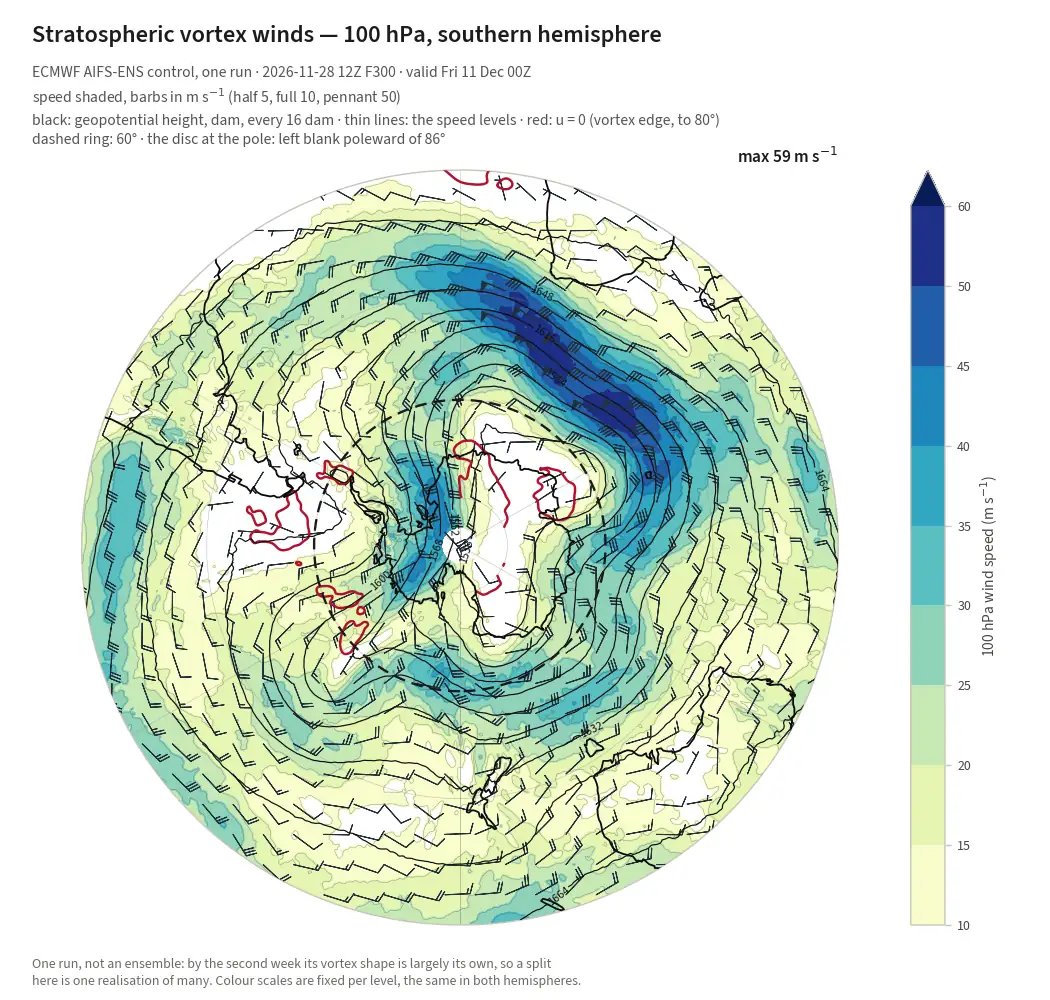 Stratospheric vortex winds — 100 hPa, southern hemisphere
ECMWF AIFS-ENS control, one run · 2026-11-28 12Z F300 · valid Fri 11 Dec 00Z
speed shaded, barbs in m s⁻¹ (half 5, full 10, pennant 50)
black: geopotential height, dam, every 16 dam · thin lines: the speed levels · red: u = 0 (vortex edge, to 80°)
dashed ring: 60° · the disc at the pole: left blank poleward of 86°
max 59 m s⁻¹
60
50
45
40
35
30
25
20
15
10
100 hPa wind speed (m s⁻¹)
1648
1616
1664
1568
1600
1632
1664
One run, not an ensemble: by the second week its vortex shape is largely its own, so a split
here is one realisation of many. Colour scales are fixed per level, the same in both hemispheres.